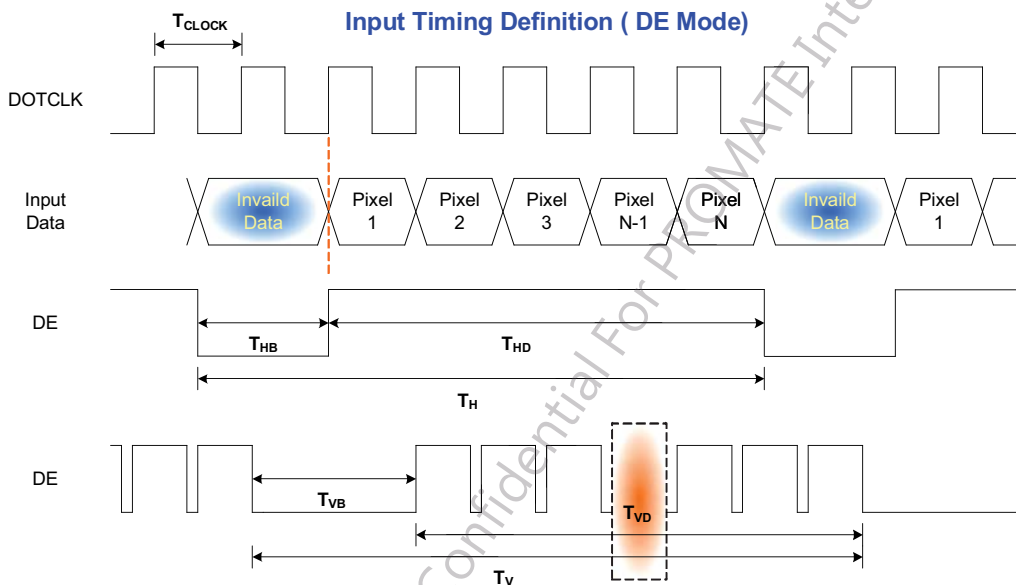 Input Timing Definition ( DE Mode)
TCLOCK
DOTCLK
Input
Data
Invaild
Data
Pixel
1
Pixel
2
Pixel
3
Pixel
N-1
Pixel
N
Invaild
Data
Pixel
1
DE
THB
THD
TH
DE
TVB
TVD
TV
Confidential For PROMATE Inte